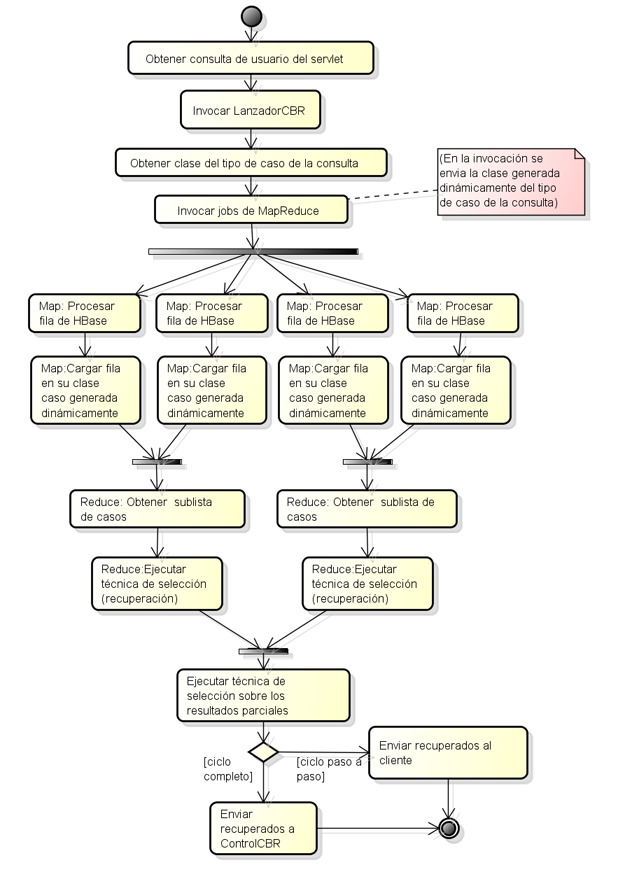 Obtener consulta de usuario del servlet
Invocar LanzadorCBR
Obtener clase del tipo de caso de la consulta
(En la invocación se
envia la clase generada
dinámicamente del tipo
de caso de la consulta)
Invocar jobs de MapReduce
Map: Procesar
fila de HBase
Map: Procesar
fila de HBase
Map: Procesar
fila de HBase
Map: Procesar
fila de HBase
Map:Cargar fila
en su clase
caso generada
dinámicamente
Map:Cargar fila
en su clase
caso generada
dinámicamente
Map:Cargar fila
en su clase
caso generada
dinámicamente
Map:Cargar fila
en su clase
caso generada
dinámicamente
Reduce: Obtener sublista
de casos
Reduce: Obtener sublista de
casos
Reduce:Ejecutar
técnica de selección
(recuperación)
Reduce:Ejecutar
técnica de selección
(recuperación)
Ejecutar técnica de
selección sobre los
resultados parciales
[ciclo
completo]
[ciclo paso a
paso]
Enviar recuperados al
cliente
Enviar
recuperados a
ControlCBR